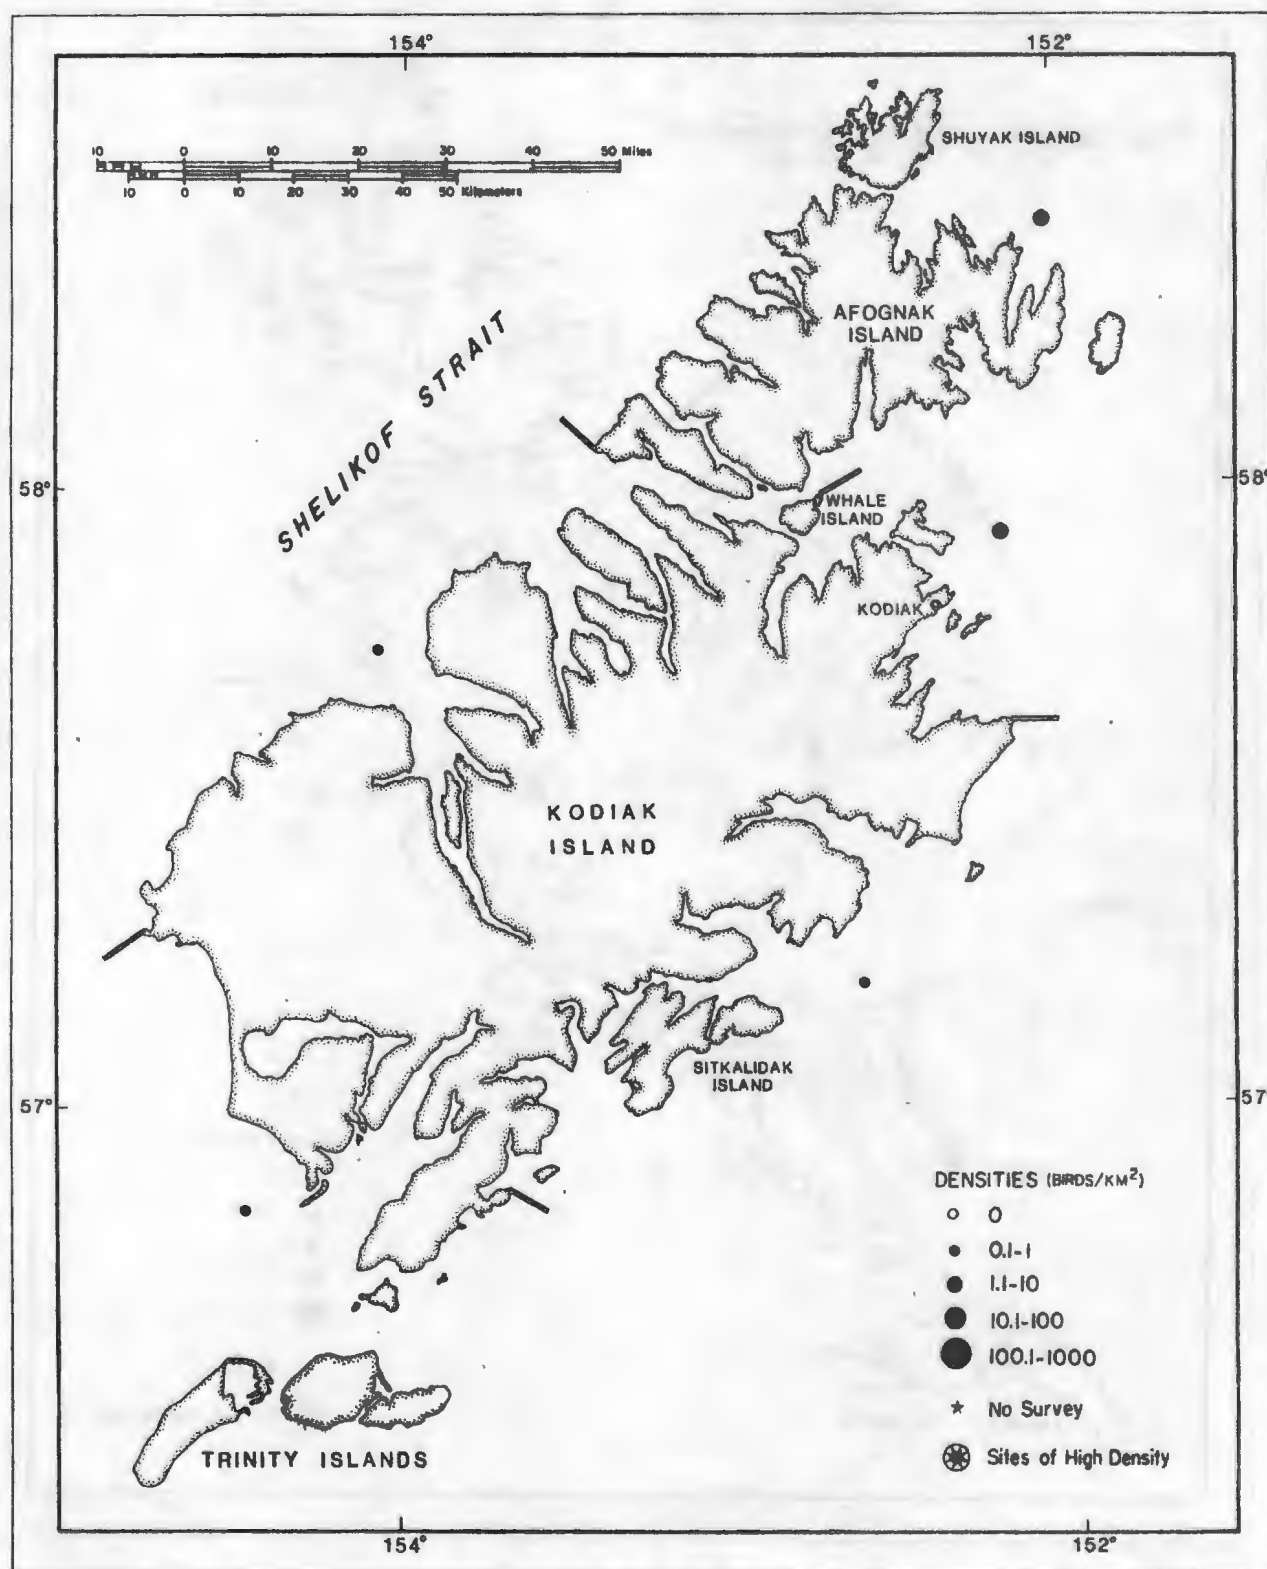 154°
152°
10 0 10 20 30 40 50 Miles
10 0 10 20 30 40 50 Kilometers
SHUYAK ISLAND
AFOGNAK
ISLAND
SHELIKOF STRAIT
58°
58°
WHALE
ISLAND
KODIAK
KODIAK
ISLAND
SITKALIDAK
ISLAND
57°
57°
DENSITIES (BIRDS/KM²)
0
0.1-1
1.1-10
10.1-100
100.1-1000
No Survey
Sites of High Density
TRINITY ISLANDS
154°
152°